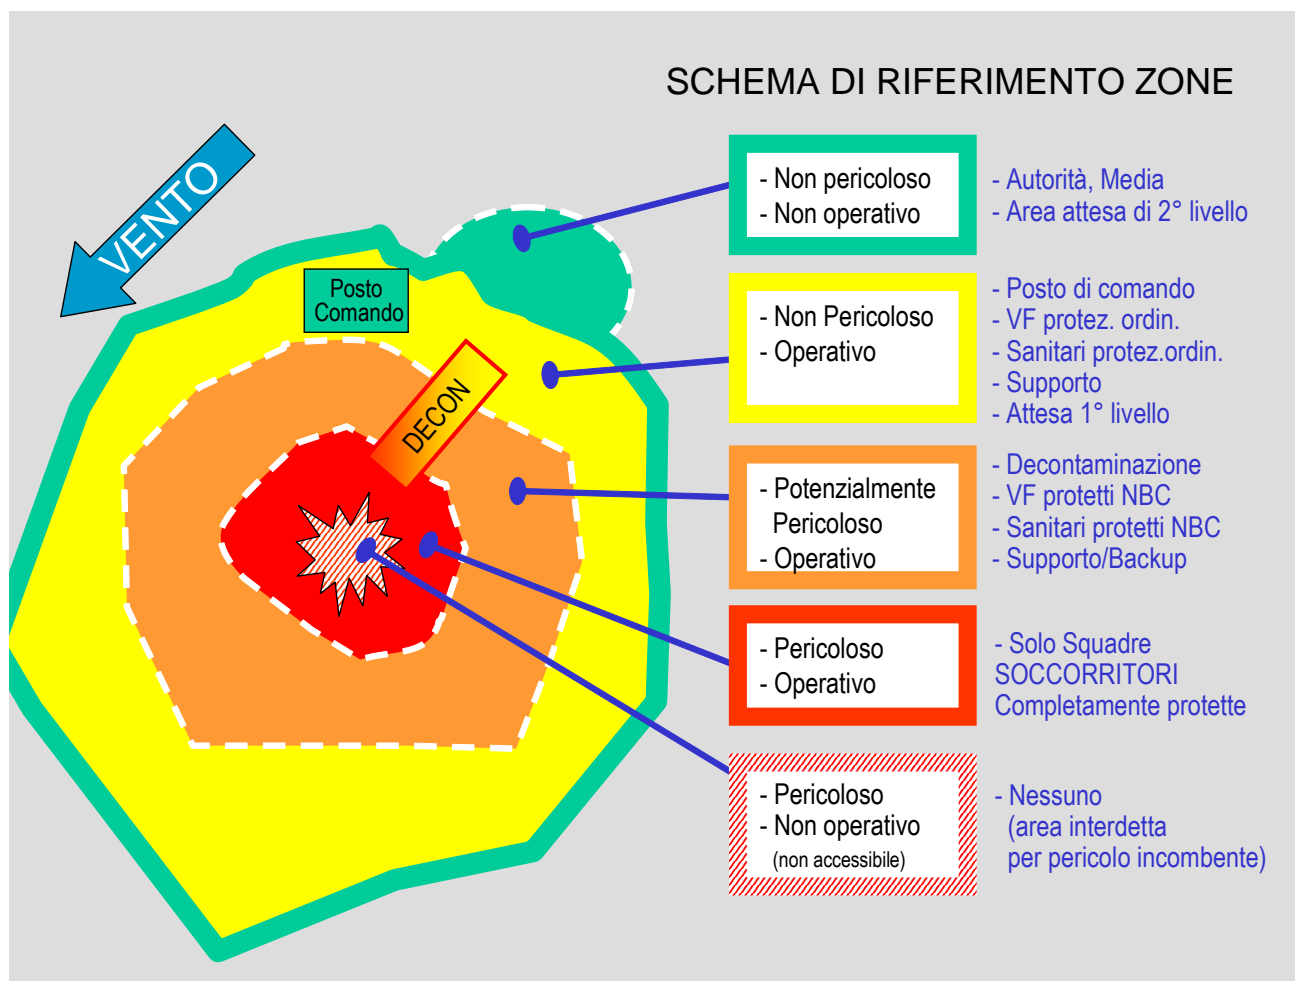 SCHEMA DI RIFERIMENTO ZONE
VENTO
Posto
Comando
DECON
- Non pericoloso
- Non operativo
- Autorità, Media
- Area attesa di 2° livello
- Non Pericoloso
- Operativo
- Posto di comando
- VF protez. ordin.
- Sanitari protez.ordin.
- Supporto
- Attesa 1° livello
- Potenzialmente
Pericoloso
- Operativo
- Decontaminazione
- VF protetti NBC
- Sanitari protetti NBC
- Supporto/Backup
- Pericoloso
- Operativo
- Solo Squadre
SOCCORRITORI
Completamente protette
- Pericoloso
- Non operativo
(non accessibile)
- Nessuno
(area interdetta
per pericolo incombente)